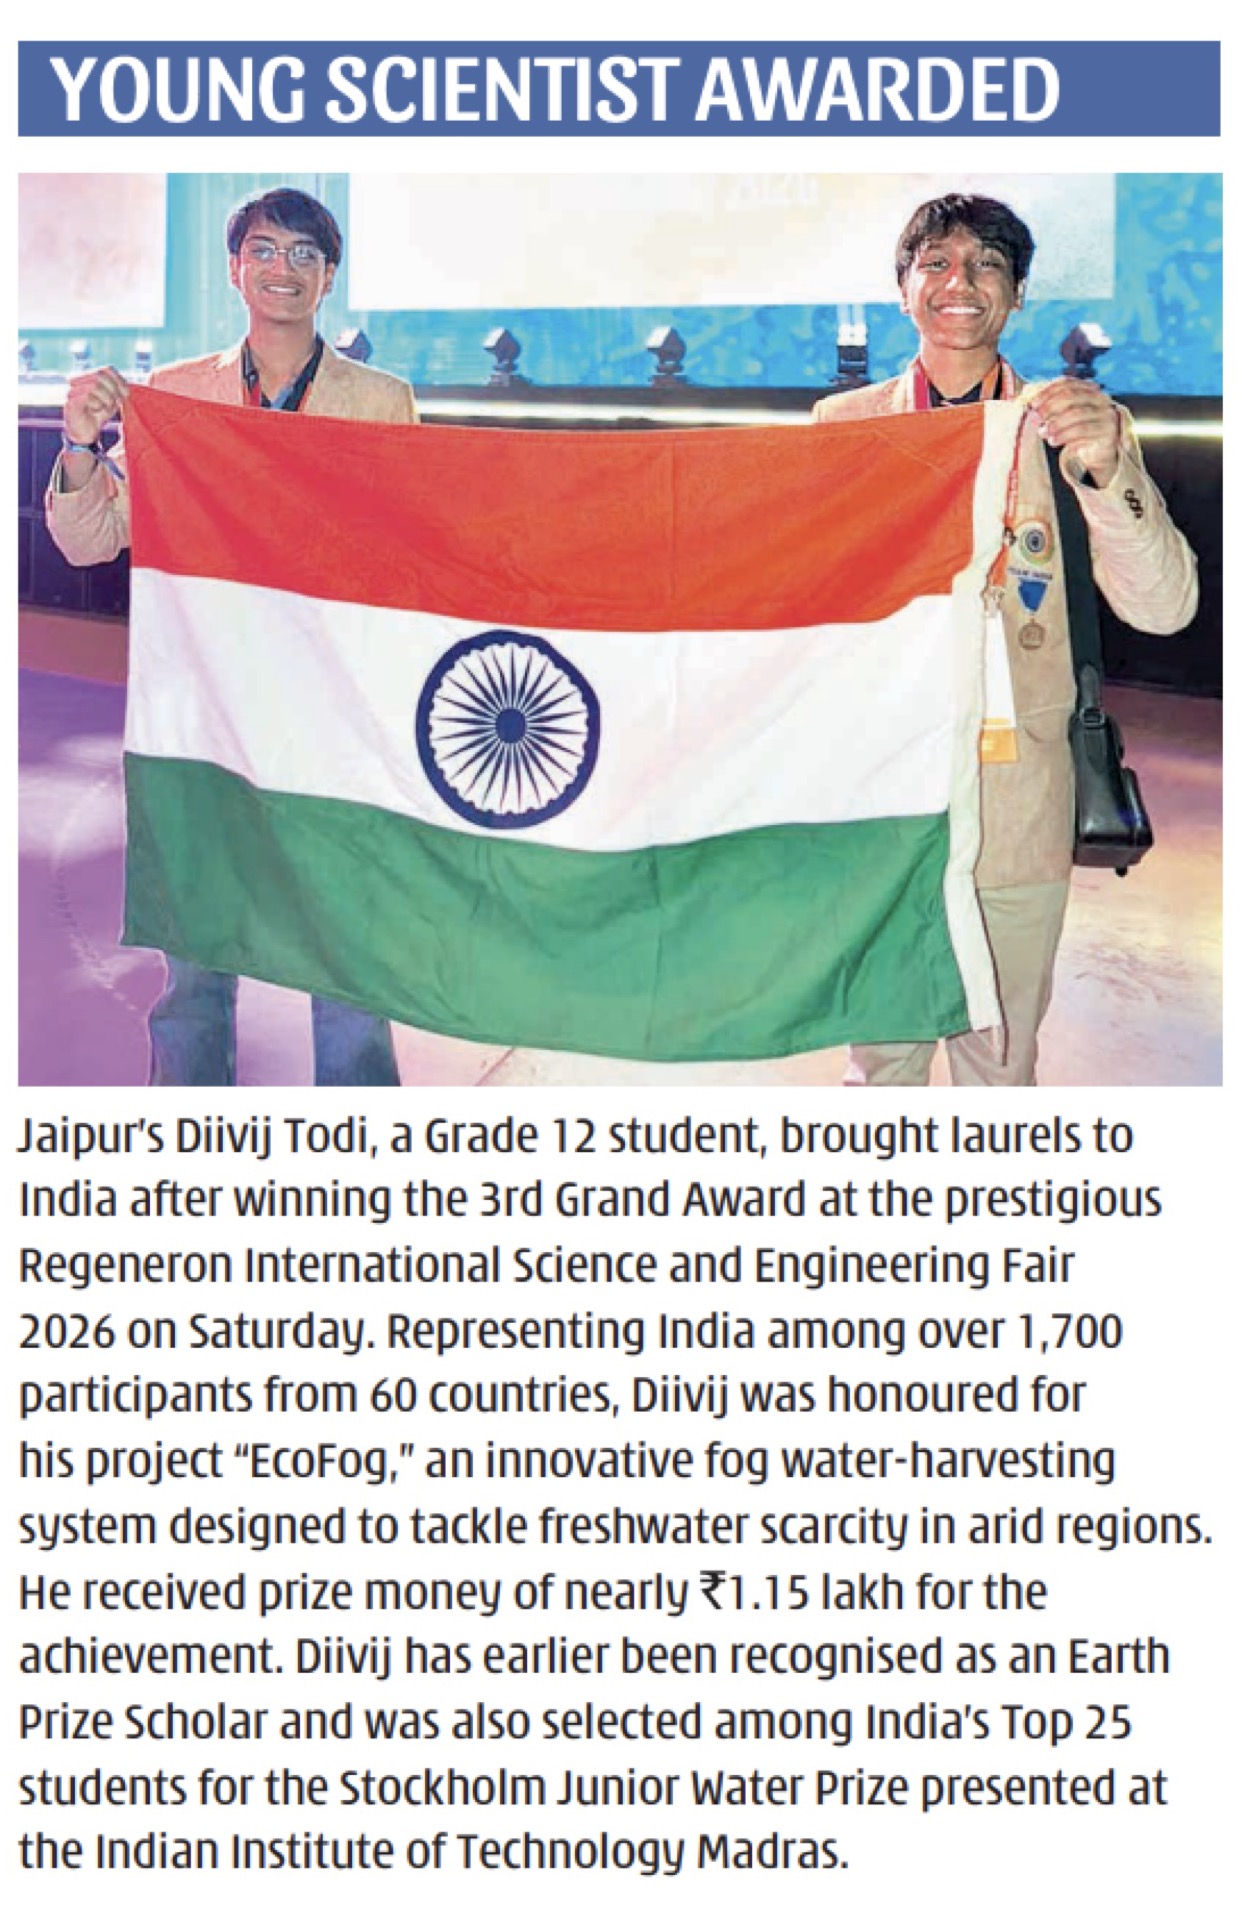 YOUNG SCIENTIST AWARDED
Jaipur's Diivij Todi, a Grade 12 student, brought laurels to
India after winning the 3rd Grand Award at the prestigious
Regeneron International Science and Engineering Fair
2026 on Saturday. Representing India among over 1,700
participants from 60 countries, Diivij was honoured for
his project “EcoFog,” an innovative fog water-harvesting
system designed to tackle freshwater scarcity in arid regions.
He received prize money of nearly ₹1.15 lakh for the
achievement. Diivij has earlier been recognised as an Earth
Prize Scholar and was also selected among India's Top 25
students for the Stockholm Junior Water Prize presented at
the Indian Institute of Technology Madras.